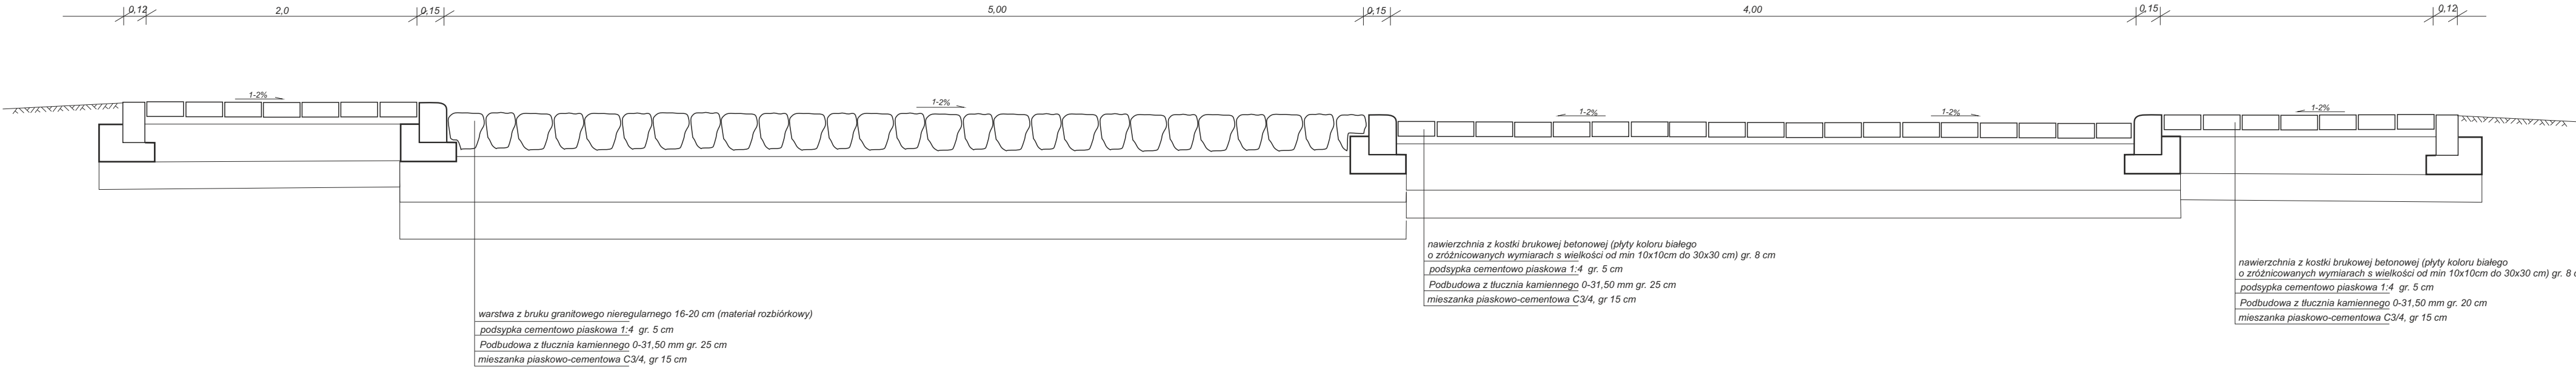 0,12
2,0
0,15
5,00
0,15
4,00
0,15
0,12
1-2%
1-2%
1-2%
1-2%
1-2%
warstwa z bruku granitowego nieregularnego 16-20 cm (materiał rozbiórkowy)
podsypka cementowo piaskowa 1:4 gr. 5 cm
Podbudowa z tłucznia kamiennego 0-31,50 mm gr. 25 cm
mieszanka piaskowo-cementowa C3/4, gr 15 cm
nawierzchnia z kostki brukowej betonowej (płyty koloru białego
o zróżnicowanych wymiarach s wielkości od min 10x10cm do 30x30 cm) gr. 8 cm
podsypka cementowo piaskowa 1:4 gr. 5 cm
Podbudowa z tłucznia kamiennego 0-31,50 mm gr. 25 cm
mieszanka piaskowo-cementowa C3/4, gr 15 cm
nawierzchnia z kostki brukowej betonowej (płyty koloru białego
o zróżnicowanych wymiarach s wielkości od min 10x10cm do 30x30 cm) gr. 8
podsypka cementowo piaskowa 1:4 gr. 5 cm
Podbudowa z tłucznia kamiennego 0-31,50 mm gr. 20 cm
mieszanka piaskowo-cementowa C3/4, gr 15 cm